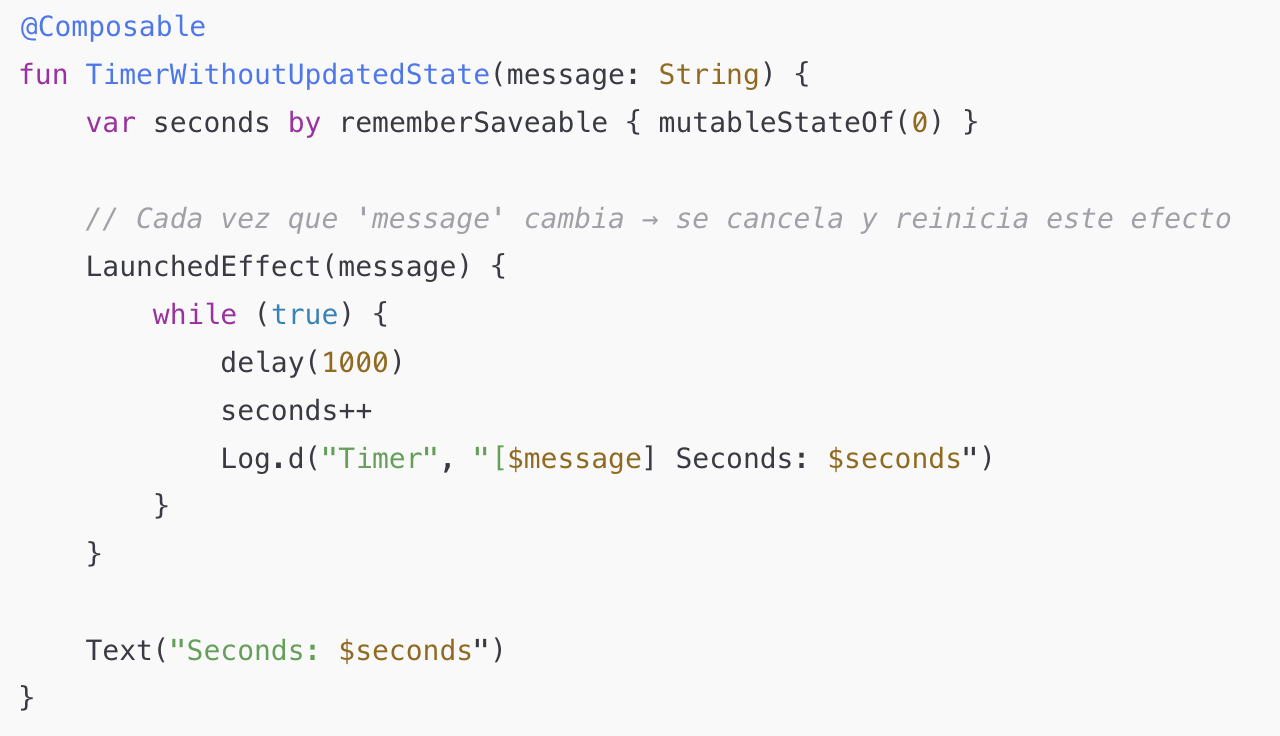 @Composable
fun TimerWithoutUpdatedState(message: String) {
    var seconds by rememberSaveable { mutableStateOf(0) }

    // Cada vez que 'message' cambia → se cancela y reinicia este efecto
    LaunchedEffect(message) {
        while (true) {
            delay(1000)
            seconds++
            Log.d("Timer", "[$message] Seconds: $seconds")
        }
    }

    Text("Seconds: $seconds")
}